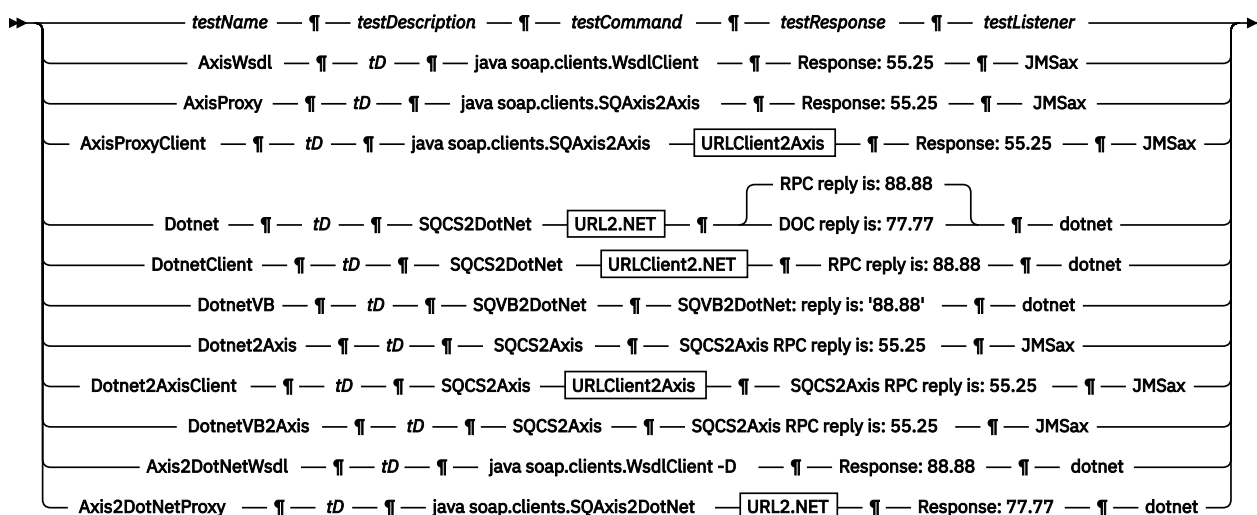 testName ¶ testDescription ¶ testCommand ¶ testResponse ¶ testListener
AxisWsdl ¶ tD ¶ java soap.clients.WsdlClient ¶ Response: 55.25 ¶ JMSax
AxisProxy ¶ tD ¶ java soap.clients.SQAxis2Axis ¶ Response: 55.25 ¶ JMSax
AxisProxyClient ¶ tD ¶ java soap.clients.SQAxis2Axis URLClient2Axis ¶ Response: 55.25 ¶ JMSax
RPC reply is: 88.88
Dotnet ¶ tD ¶ SQCS2DotNet URL2.NET ¶ DOC reply is: 77.77 ¶ dotnet
DotnetClient ¶ tD ¶ SQCS2DotNet URLClient2.NET ¶ RPC reply is: 88.88 ¶ dotnet
DotnetVB ¶ tD ¶ SQVB2DotNet ¶ SQVB2DotNet: reply is: '88.88' ¶ dotnet
Dotnet2Axis ¶ tD ¶ SQCS2Axis ¶ SQCS2Axis RPC reply is: 55.25 ¶ JMSax
Dotnet2AxisClient ¶ tD ¶ SQCS2Axis URLClient2Axis ¶ SQCS2Axis RPC reply is: 55.25 ¶ JMSax
DotnetVB2Axis ¶ tD ¶ SQCS2Axis ¶ SQCS2Axis RPC reply is: 55.25 ¶ JMSax
Axis2DotNetWsdl ¶ tD ¶ java soap.clients.WsdlClient -D ¶ Response: 88.88 ¶ dotnet
Axis2DotNetProxy ¶ tD ¶ java soap.clients.SQAxis2DotNet URL2.NET ¶ Response: 77.77 ¶ dotnet